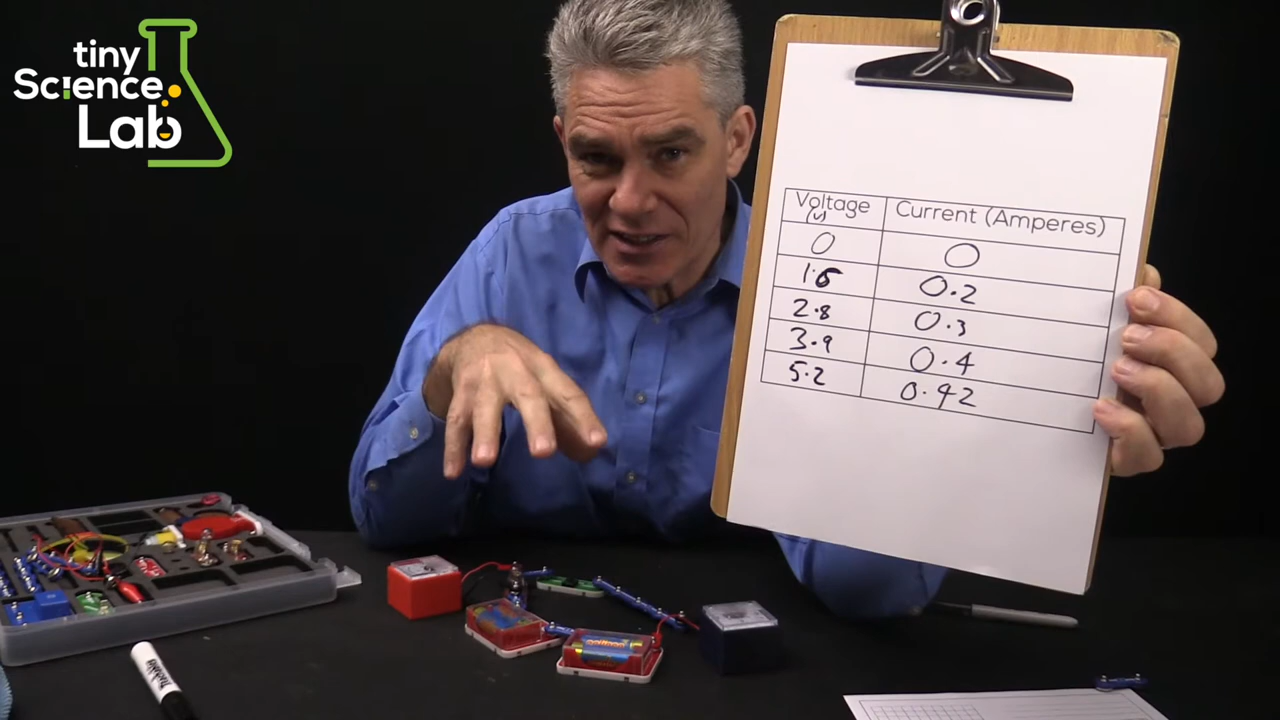 tiny
Science
Lab
Voltage Current (Amperes)
(V)
0 0
1.6 0.2
2.8 0.3
3.9 0.4
5.2 0.42